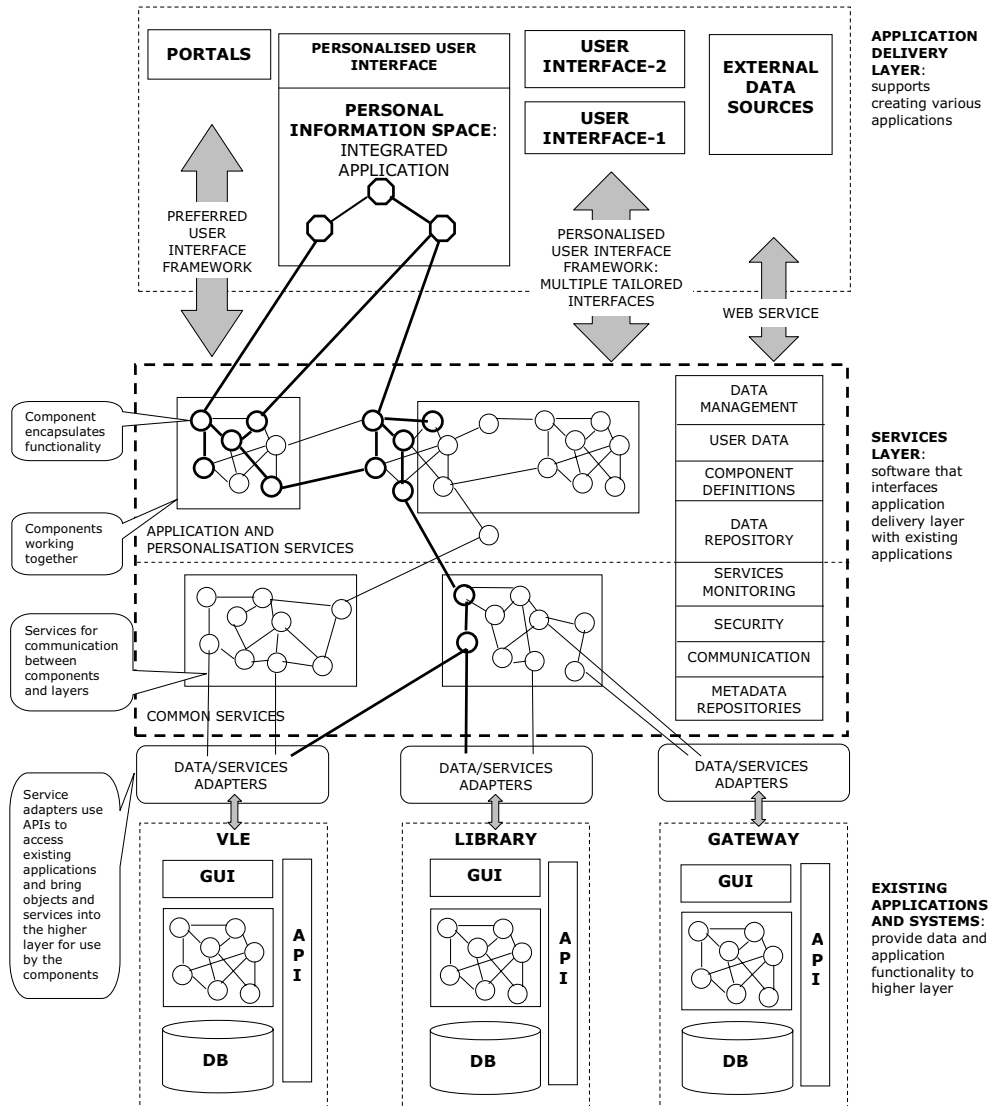 PORTALS
PERSONALISED USER
INTERFACE
PERSONAL
INFORMATION SPACE:
INTEGRATED
APPLICATION
USER
INTERFACE-2
USER
INTERFACE-1
EXTERNAL
DATA
SOURCES
APPLICATION
DELIVERY
LAYER:
supports
creating various
applications
PREFERRED
USER
INTERFACE
FRAMEWORK
PERSONALISED
USER INTERFACE
FRAMEWORK:
MULTIPLE TAILORED
INTERFACES
WEB SERVICE
Component
encapsulates
functionality
Components
working
together
APPLICATION AND
PERSONALISATION SERVICES
DATA
MANAGEMENT
USER DATA
COMPONENT
DEFINITIONS
DATA
REPOSITORY
SERVICES
MONITORING
SECURITY
COMMUNICATION
METADATA
REPOSITORIES
SERVICES
LAYER:
software that
interfaces
application
delivery layer
with existing
applications
Services for
communication
between
components
and layers
COMMON SERVICES
DATA/SERVICES
ADAPTERS
DATA/SERVICES
ADAPTERS
DATA/SERVICES
ADAPTERS
Service
adapters use
APIs to
access
existing
applications
and bring
objects and
services into
the higher
layer for use
by the
components
VLE
GUI
A
P
I
DB
LIBRARY
GUI
A
P
I
DB
GATEWAY
GUI
A
P
I
DB
EXISTING
APPLICATIONS
AND SYSTEMS:
provide data and
application
functionality to
higher layer